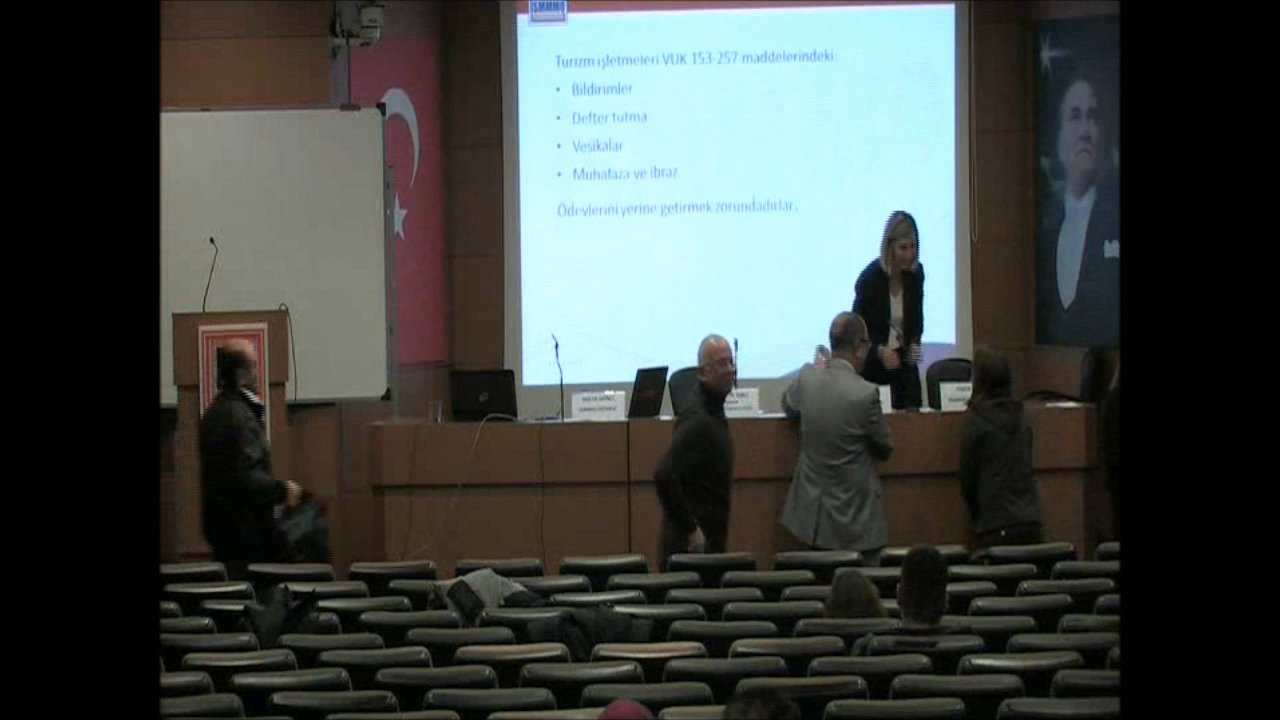 İSMMMO
Turizm işletmeleri VUK 153-257 maddelerindeki:
• Bildirimler
• Defter tutma
• Vesikalar
• Muhafaza ve ibraz
Ödevlerini yerine getirmek zorundadırlar.